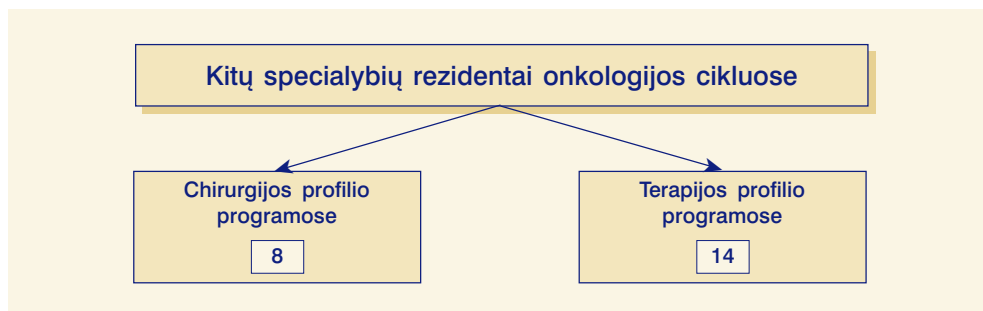 Kitų specialybių rezidentai onkologijos cikluose
Chirurgijos profilio
programose
8
Terapijos profilio
programose
14